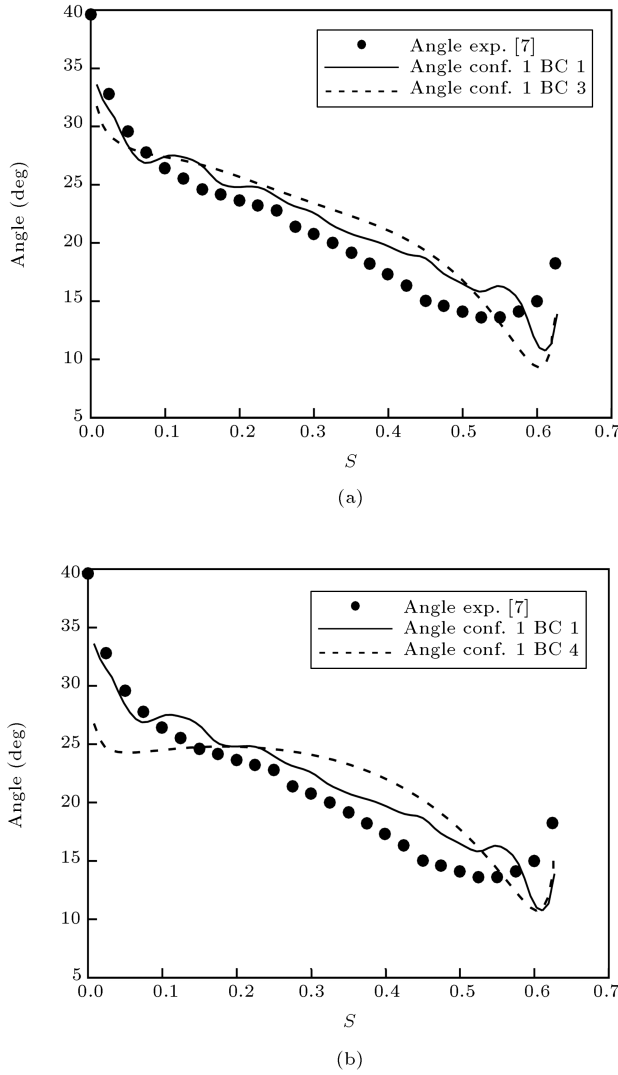 40
35
30
25
20
15
10
5
Angle (deg)
Angle exp. [7]
Angle conf. 1 BC 1
Angle conf. 1 BC 3
0.0 0.1 0.2 0.3 0.4 0.5 0.6 0.7
S
(a)
40
35
30
25
20
15
10
5
Angle (deg)
Angle exp. [7]
Angle conf. 1 BC 1
Angle conf. 1 BC 4
0.0 0.1 0.2 0.3 0.4 0.5 0.6 0.7
S
(b)